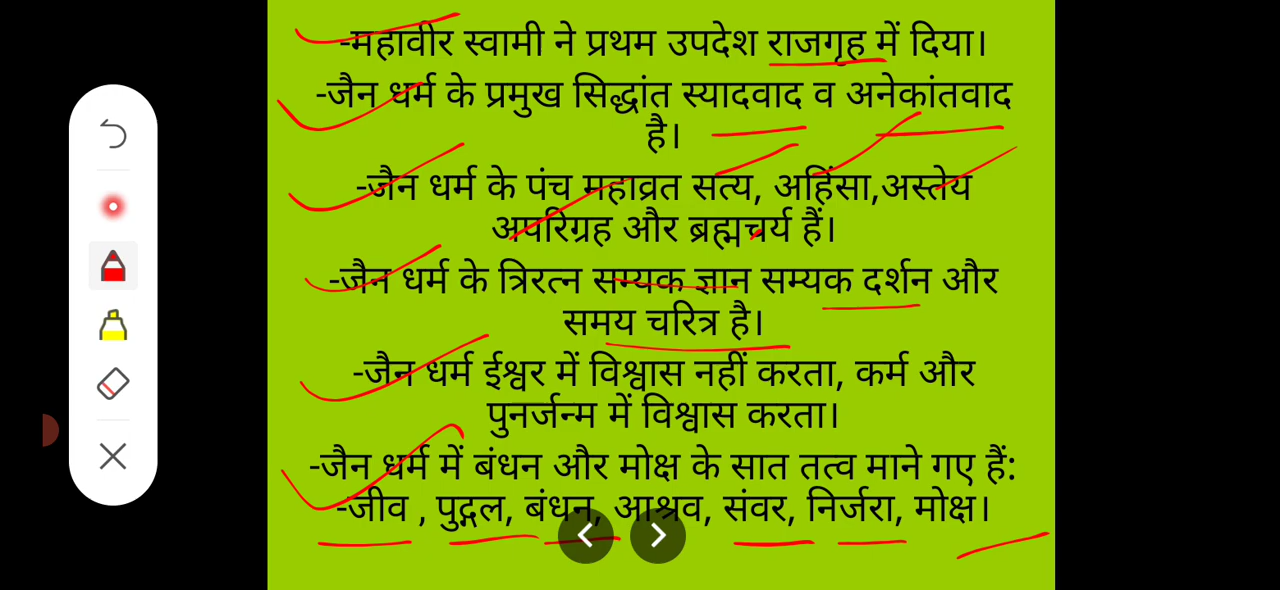 -महावीर स्वामी ने प्रथम उपदेश राजगृह में दिया।
-जैन धर्म के प्रमुख सिद्धांत स्यादवाद व अनेकांतवाद
है।
-जैन धर्म के पंच महाव्रत सत्य, अहिंसा,अस्तेय
अपरिग्रह और ब्रह्मचर्य हैं।
-जैन धर्म के त्रिरत्न सम्यक ज्ञान सम्यक दर्शन और
समय चरित्र है।
-जैन धर्म ईश्वर में विश्वास नहीं करता, कर्म और
पुनर्जन्म में विश्वास करता।
-जैन धर्म में बंधन और मोक्ष के सात तत्व माने गए हैं:
-जीव , पुद्गल, बंधन, आश्रव, संवर, निर्जरा, मोक्ष।